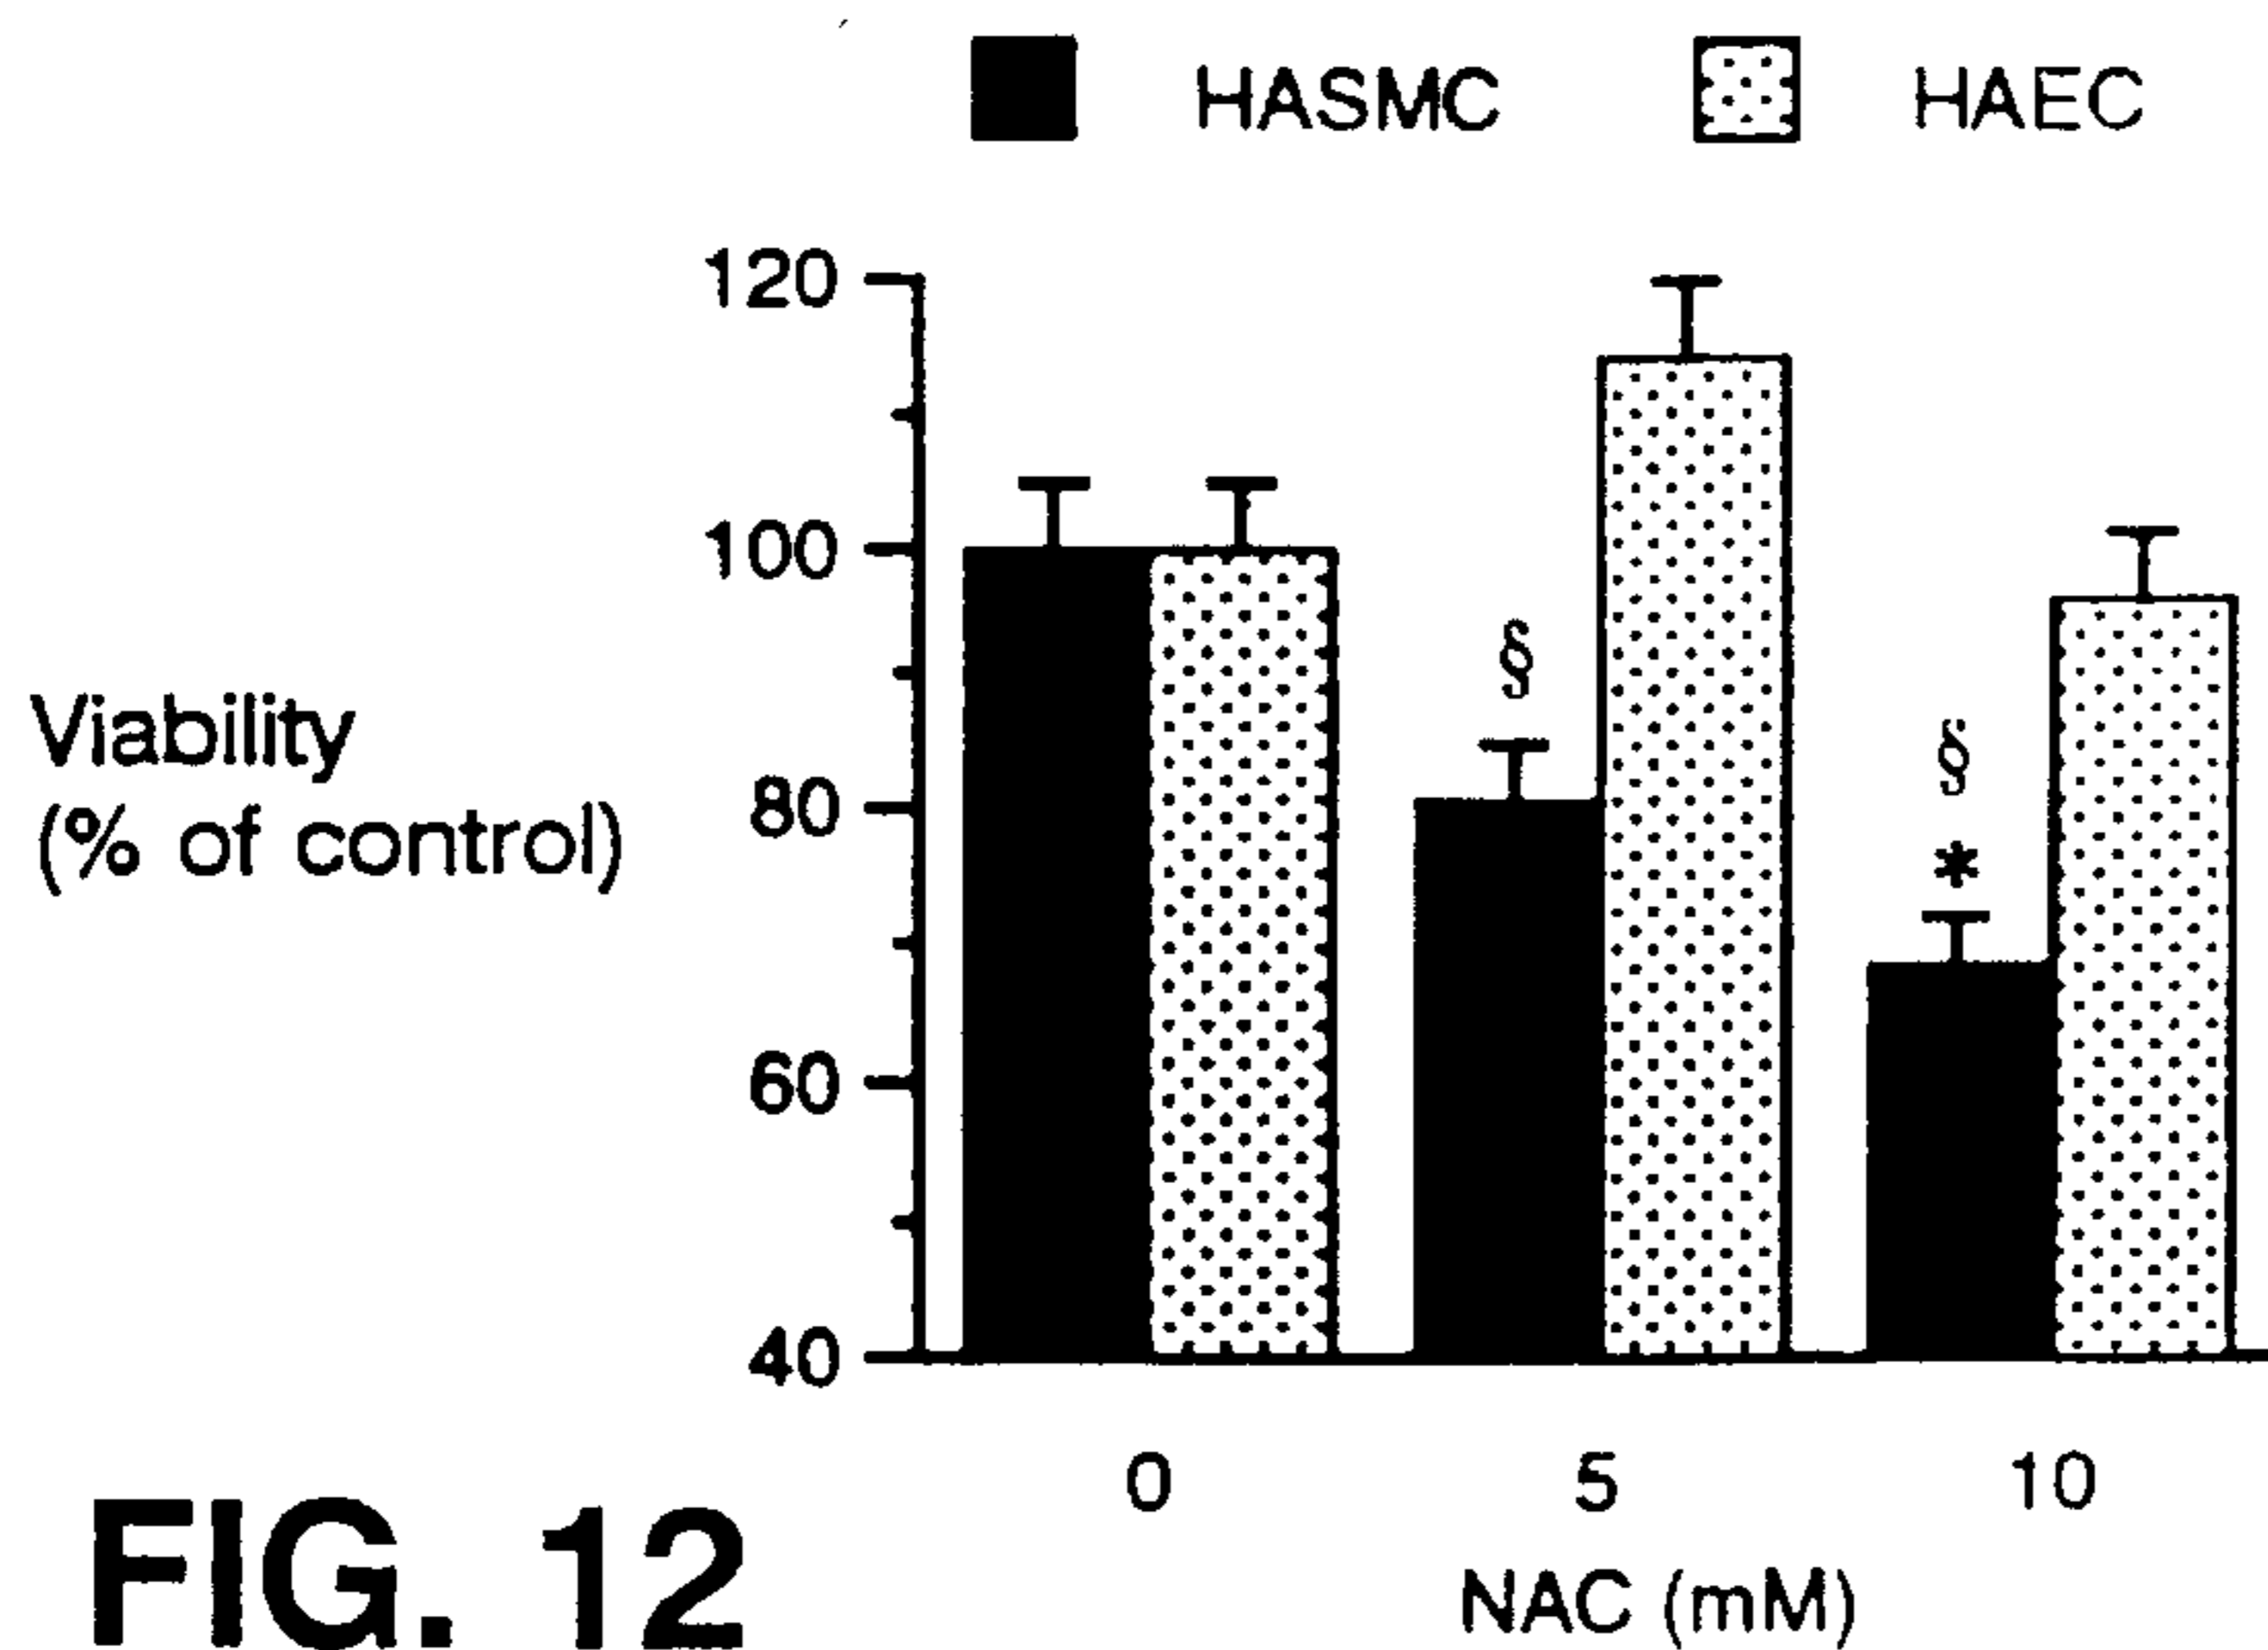 HASMC HAEC
120
100
80
60
40
Viability
(% of control)
§
§
*
0 5 10
NAC (mM)
FIG. 12